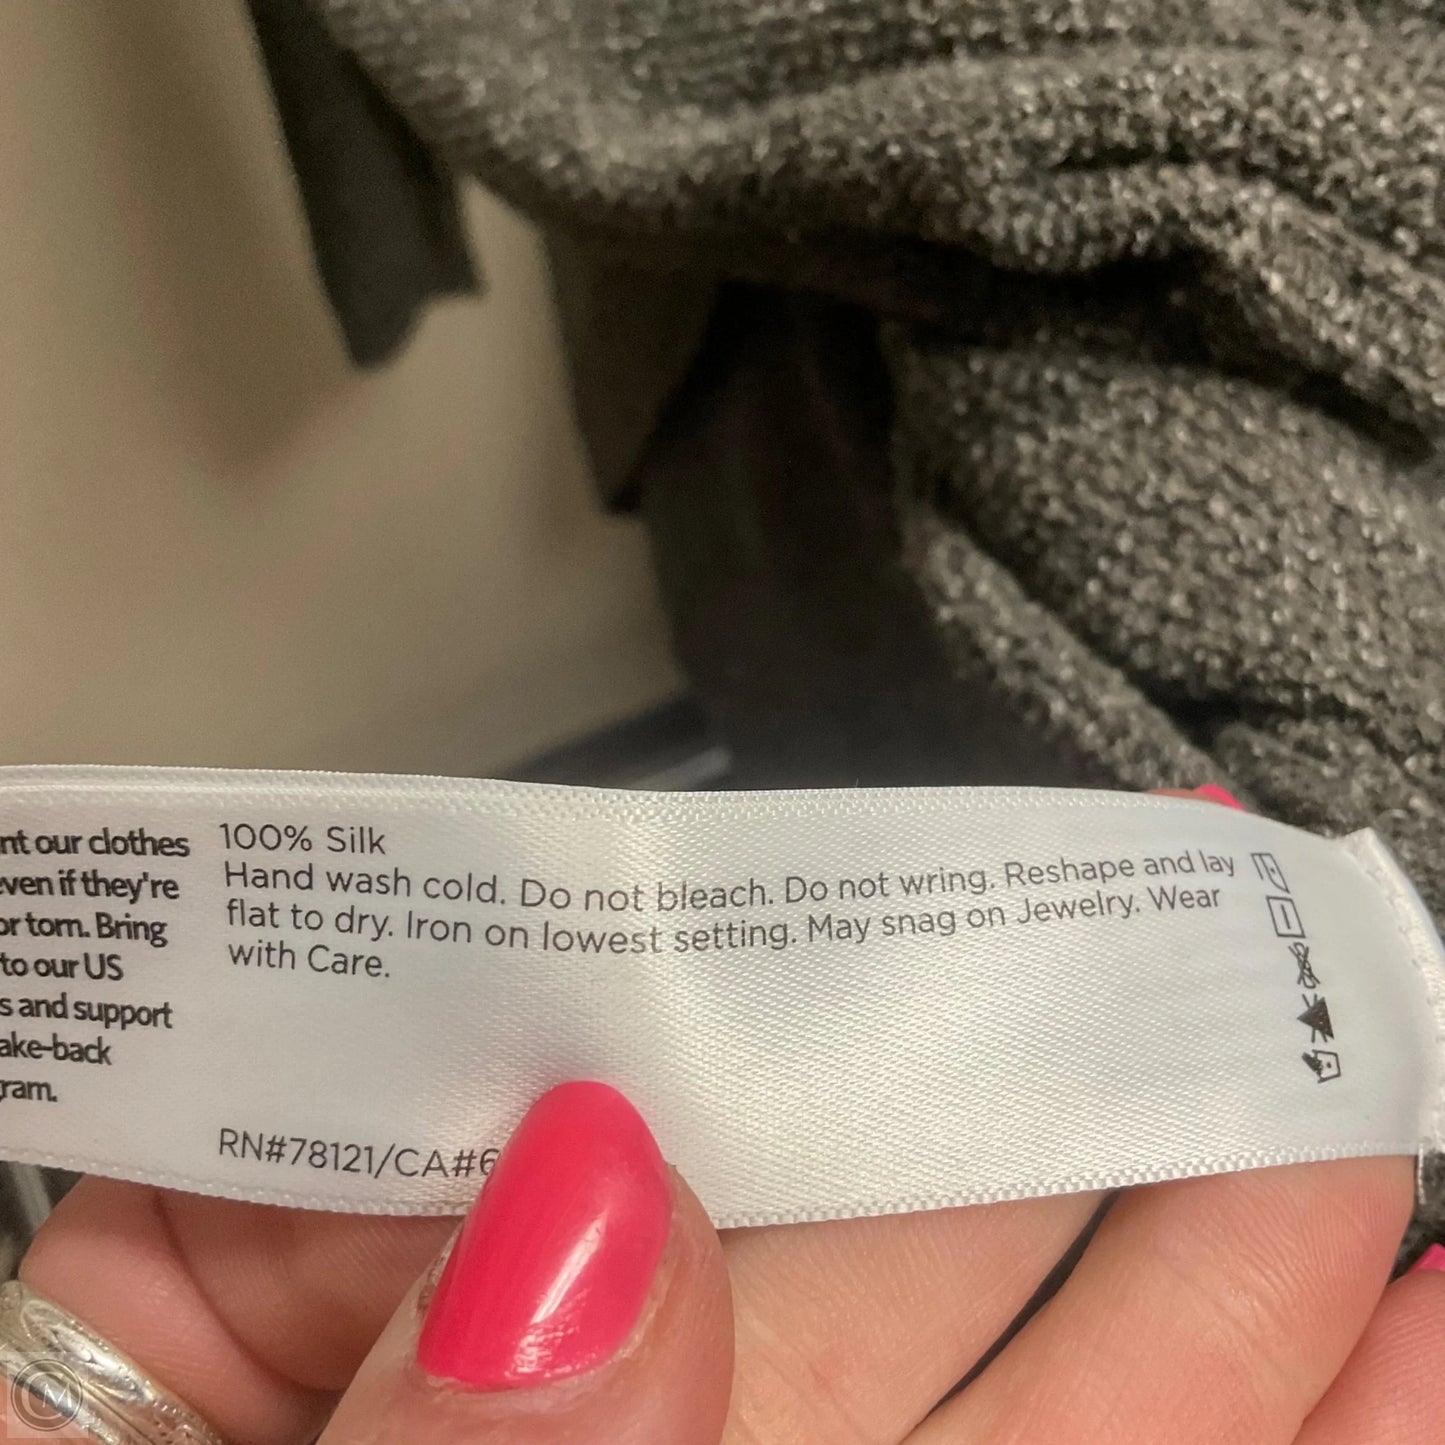 nt our clothes
even if they're
or torn. Bring
to our US
s and support
ake-back
ram.
100% Silk
Hand wash cold. Do not bleach. Do not wring. Reshape and lay
flat to dry. Iron on lowest setting. May snag on Jewelry. Wear
with Care.
RN#78121/CA#6
M